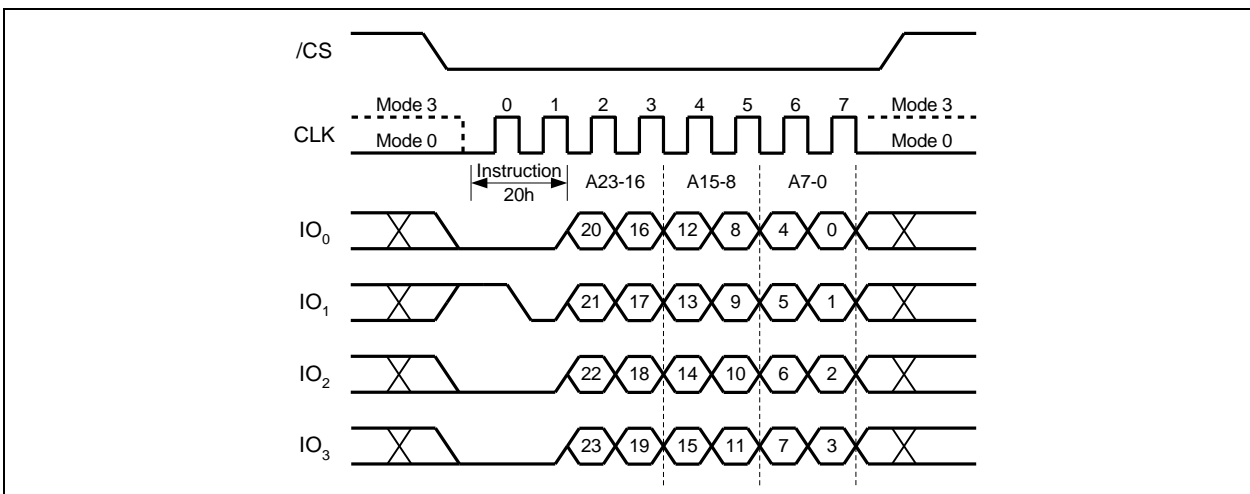 /CS
Mode 3 0 1 2 3 4 5 6 7 Mode 3
CLK
Mode 0 Mode 0
Instruction A23-16 A15-8 A7-0
20h
IO0 20 16 12 8 4 0
IO1 21 17 13 9 5 1
IO2 22 18 14 10 6 2
IO3 23 19 15 11 7 3